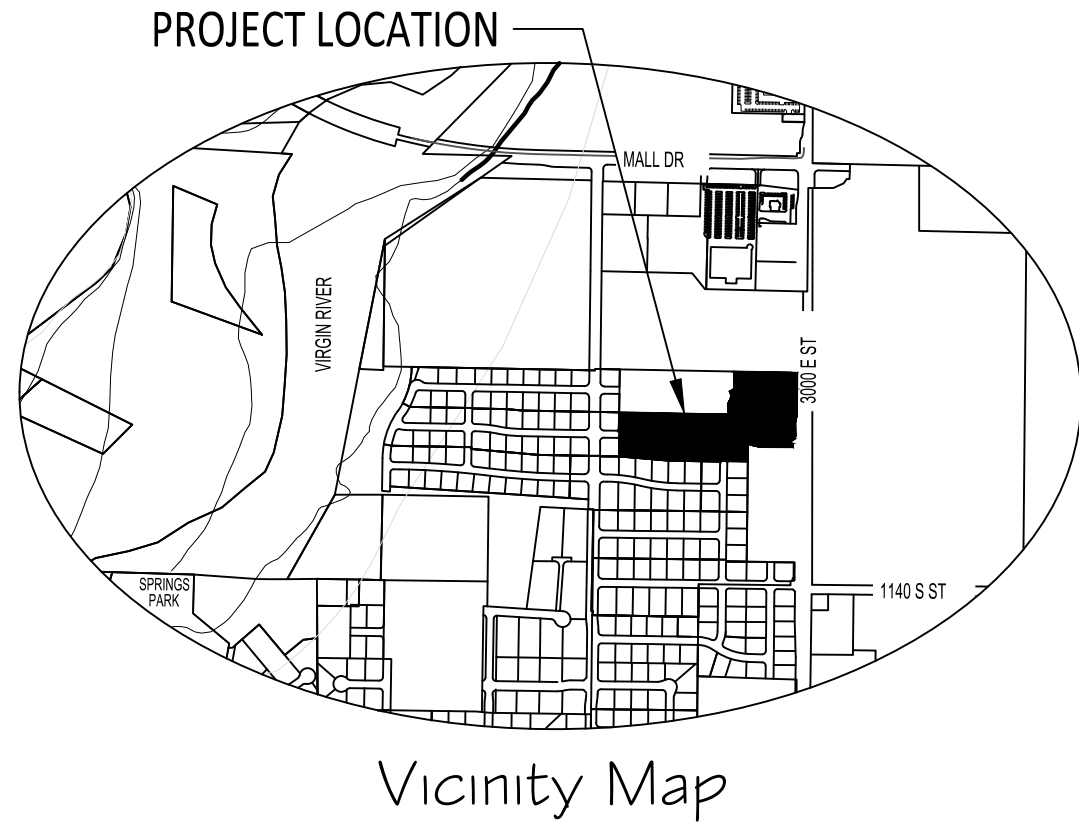 PROJECT LOCATION
MALL DR
VIRGIN RIVER
3000 E ST
SPRINGS
PARK
1140 S ST
Vicinity Map